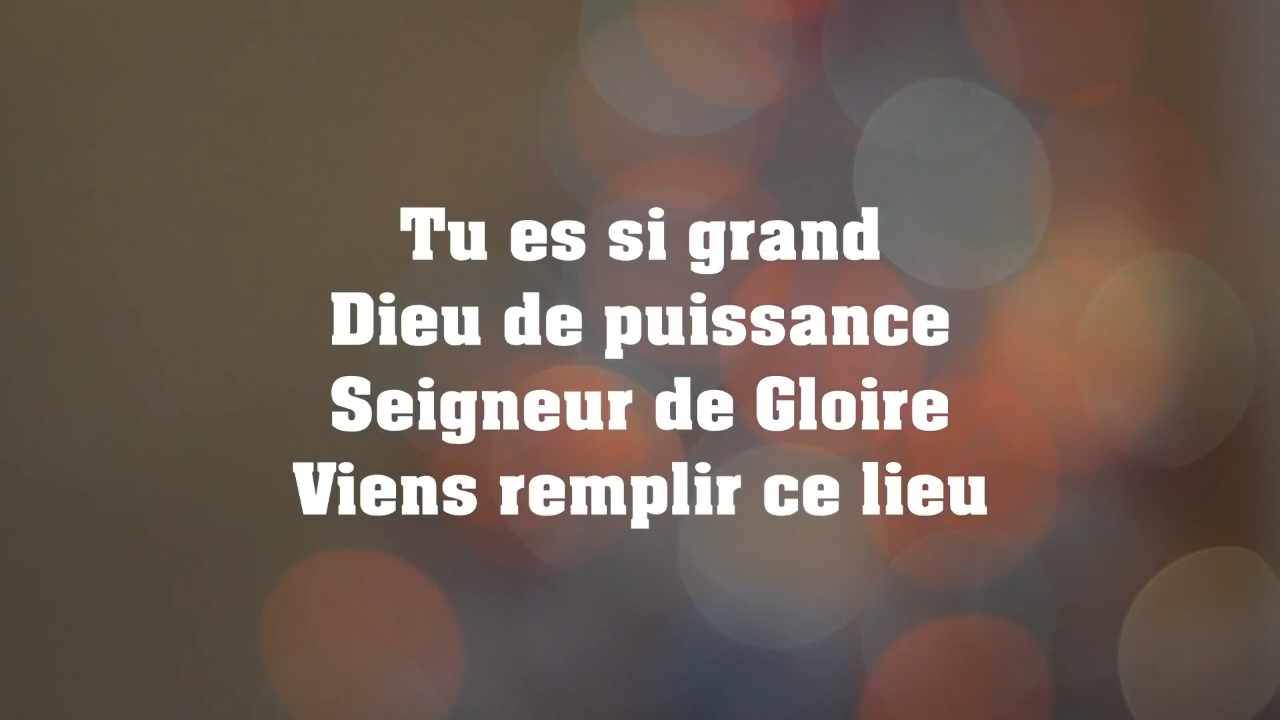 Tu es si grand
Dieu de puissance
Seigneur de Gloire
Viens remplir ce lieu